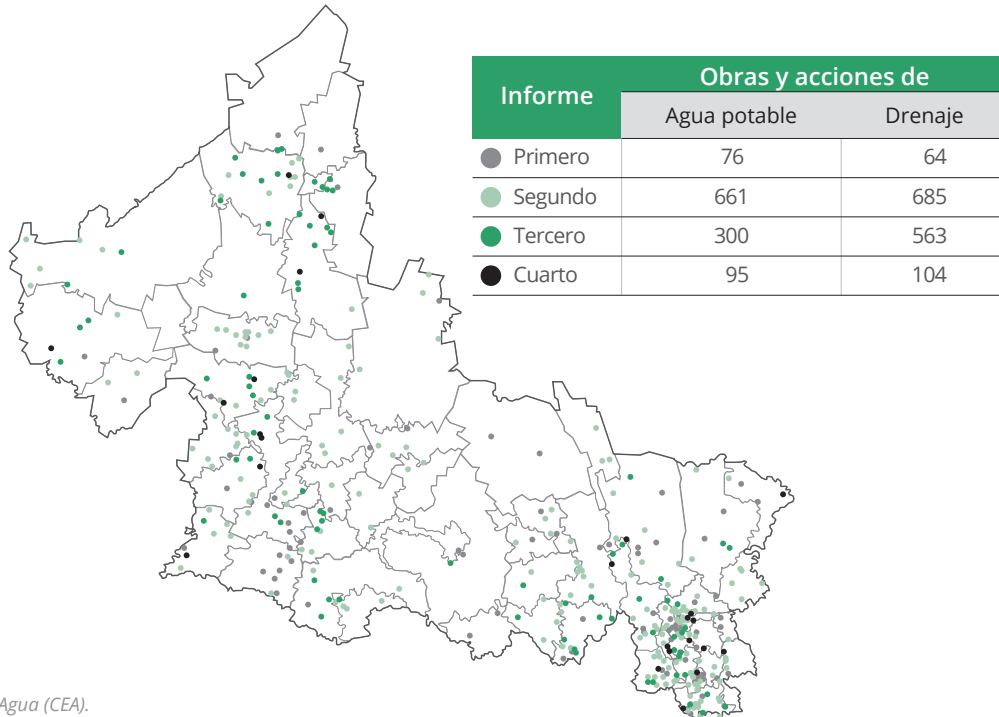 Informe
Obras y acciones de
Agua potable Drenaje
Primero 76 64
Segundo 661 685
Tercero 300 563
Cuarto 95 104
Agua (CEA).